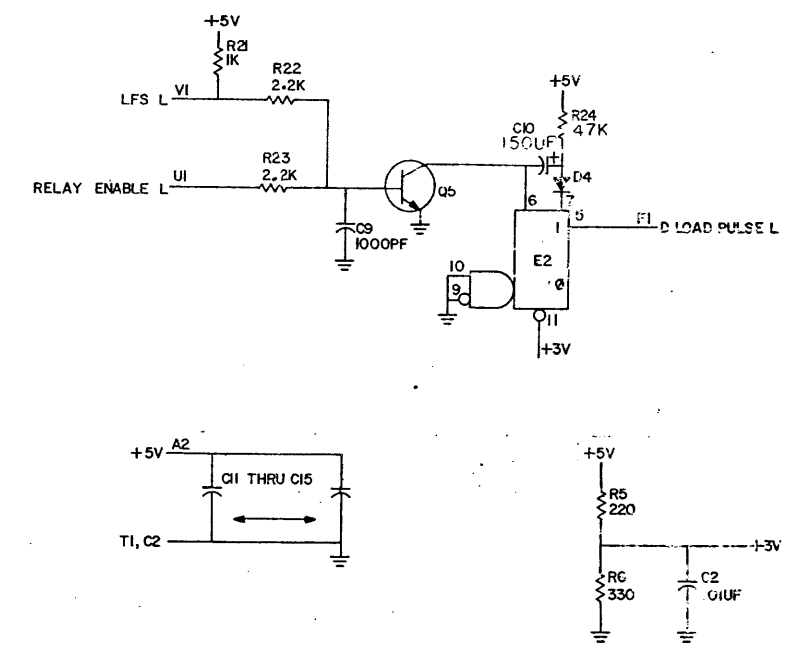 +5V
R21
1K
LFS L V1
R22
2.2K
R23
2.2K
RELAY ENABLE L U1
C9
1000PF
Q5
+5V
R24
47K
C10
150UF
+
D4
6
7
5
1
F1
D LOAD PULSE L
E2
10
9
0
11
+3V
+5V A2
C11 THRU C15
T1, C2
+5V
R5
220
+3V
R6
330
C2
.01UF